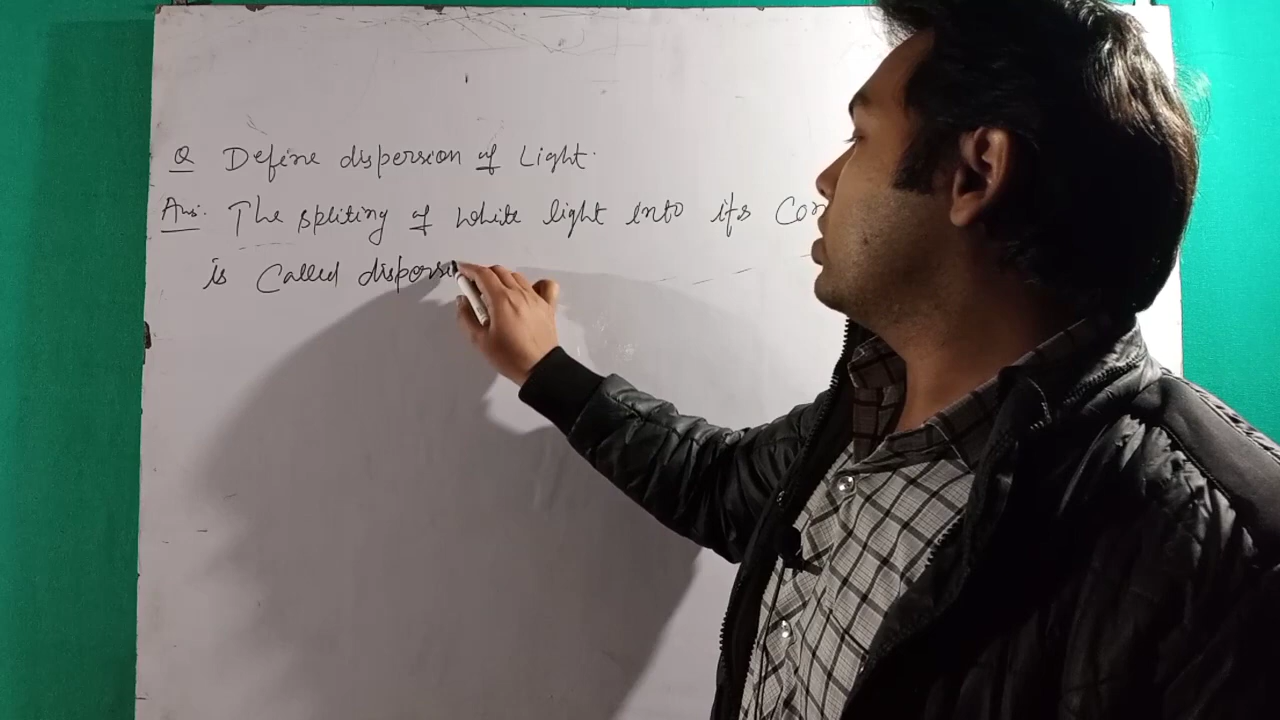 Q Define dispersion of Light.
Ans. The spliting of white light into its
is called